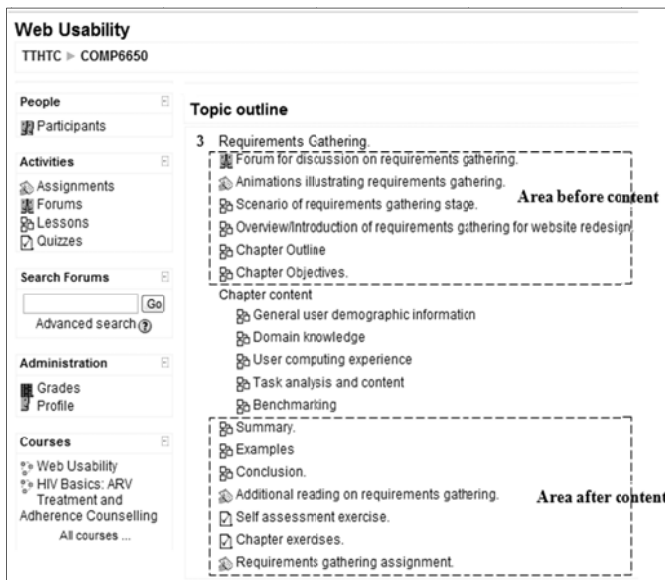 Web Usability
TTHTC ► COMP6650
People
Participants
Activities
Assignments
Forums
Lessons
Quizzes
Search Forums
Go
Advanced search ?
Administration
Grades
Profile
Courses
Web Usability
HIV Basics: ARV
Treatment and
Adherence Counselling
All courses ...
Topic outline
3 Requirements Gathering.
Forum for discussion on requirements gathering.
Animations illustrating requirements gathering.
Scenario of requirements gathering stage.
Area before content
Overview/Introduction of requirements gathering for website redesign
Chapter Outline
Chapter Objectives.
Chapter content
General user demographic information
Domain knowledge
User computing experience
Task analysis and content
Benchmarking
Summary.
Examples
Conclusion.
Additional reading on requirements gathering.
Area after content
Self assessment exercise.
Chapter exercises.
Requirements gathering assignment.